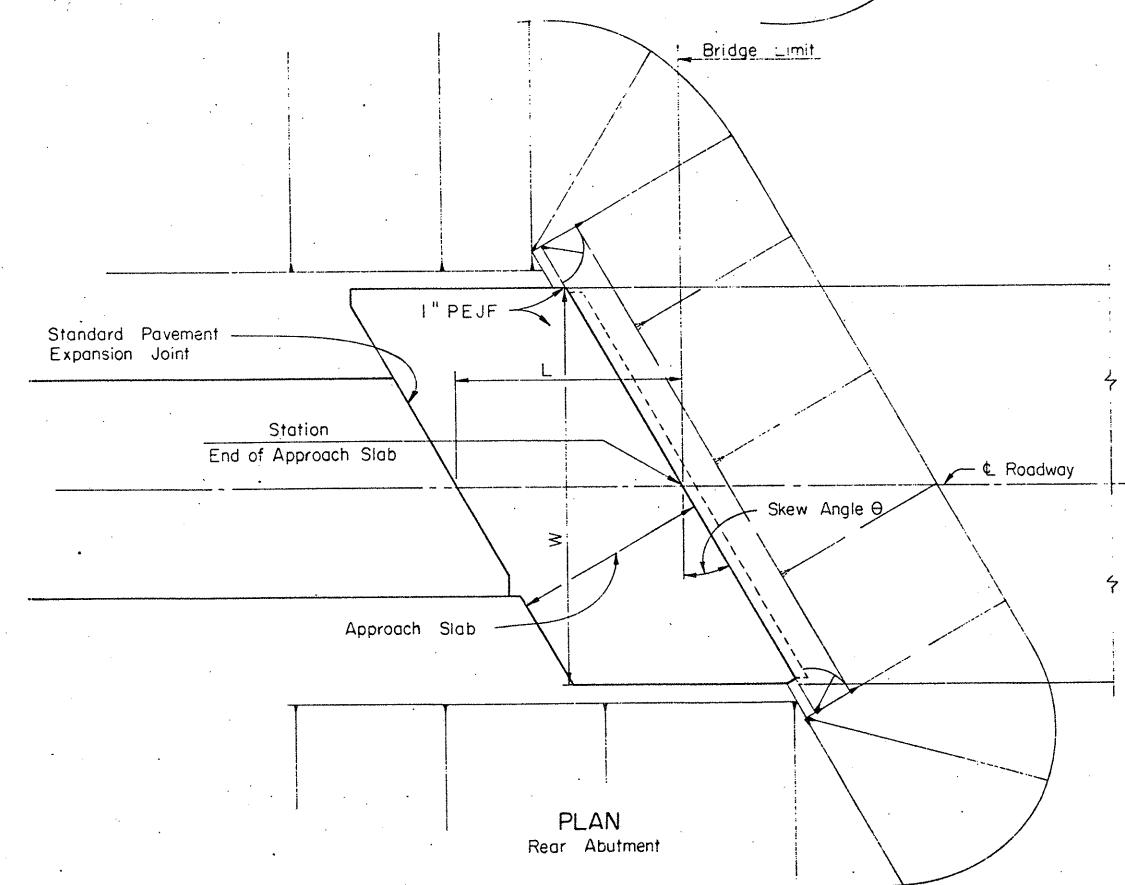 Bridge Limit
1" PEJF
Standard Pavement
Expansion Joint
L
Station
End of Approach Slab
℄ Roadway
Skew Angle θ
W
Approach Slab
PLAN
Rear Abutment